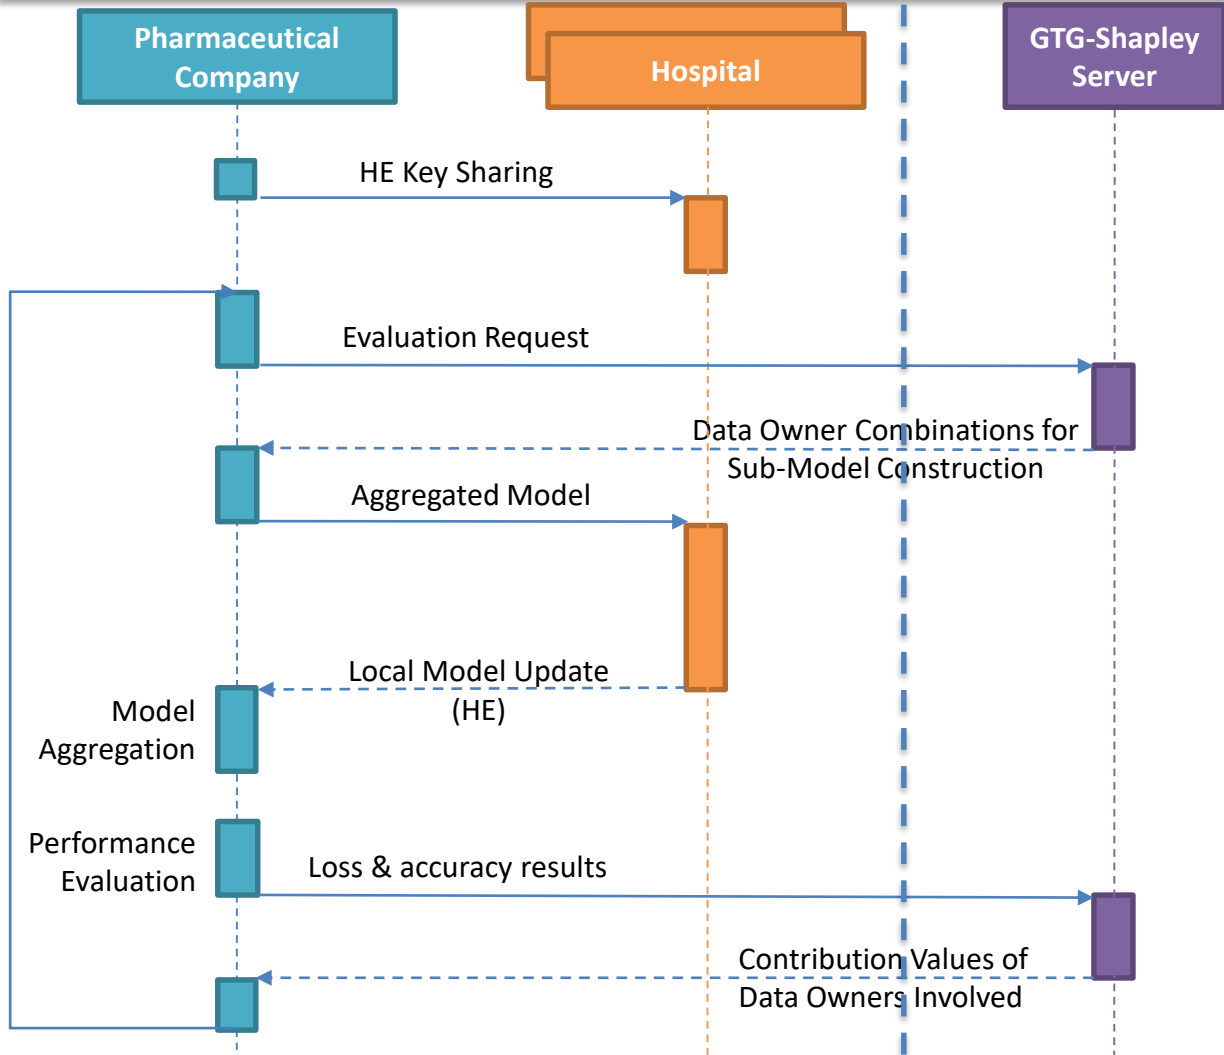 Pharmaceutical
Company
Hospital
GTG-Shapley
Server
HE Key Sharing
Evaluation Request
Data Owner Combinations for
Sub-Model Construction
Aggregated Model
Local Model Update
(HE)
Model
Aggregation
Performance
Evaluation
Loss & accuracy results
Contribution Values of
Data Owners Involved